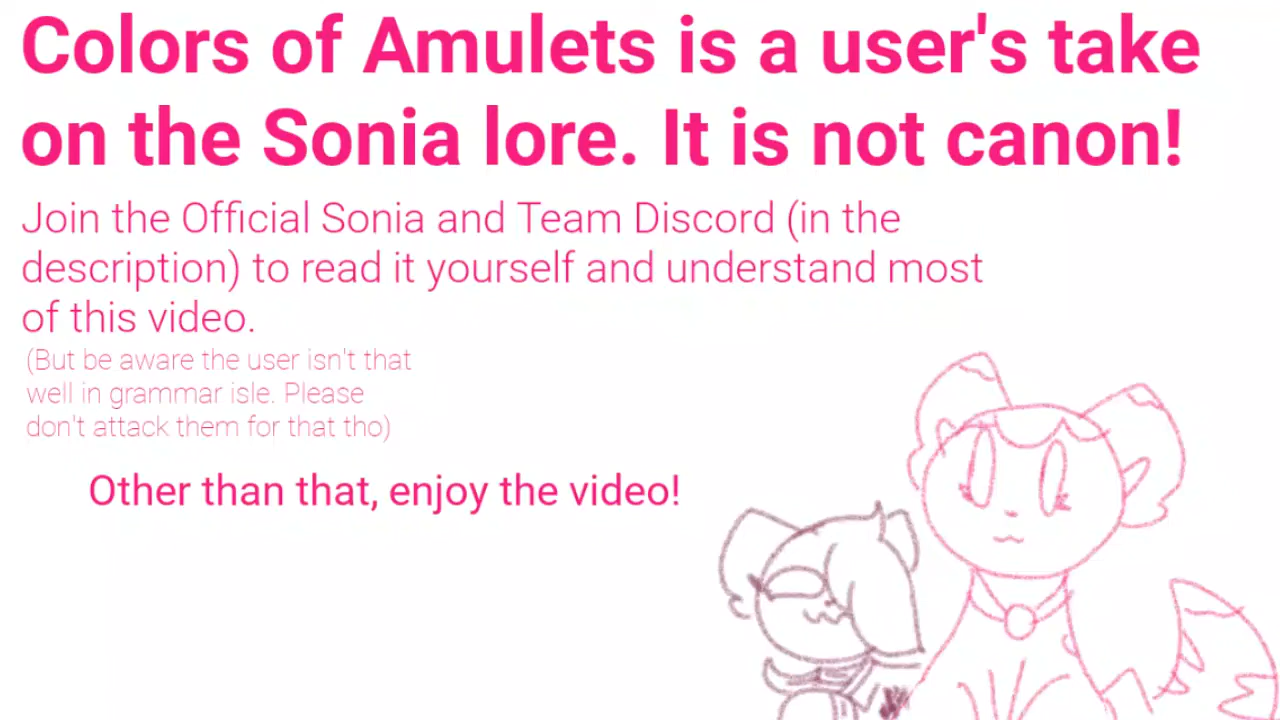 Colors of Amulets is a user's take
on the Sonia lore. It is not canon!
Join the Official Sonia and Team Discord (in the
description) to read it yourself and understand most
of this video.
(But be aware the user isn't that
well in grammar isle. Please
don't attack them for that tho)
Other than that, enjoy the video!